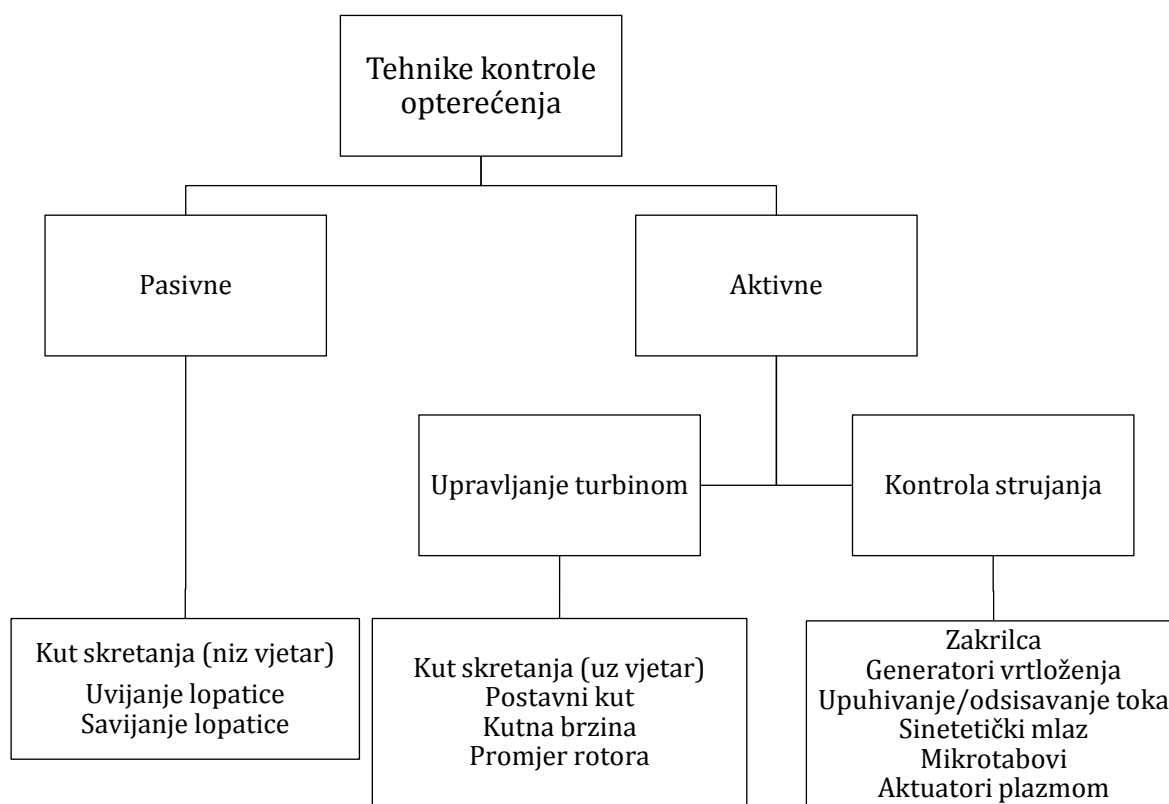 Tehnike kontrole
opterećenja
Pasivne
Aktivne
Upravljanje turbinom
Kontrola strujanja
Kut skretanja (niz vjetar)
Uvijanje lopatice
Savijanje lopatice
Kut skretanja (uz vjetar)
Postavni kut
Kutna brzina
Promjer rotora
Zakrilca
Generatori vrtloženja
Upuhivanje/odsisavanje toka
Sinetetički mlaz
Mikrotabovi
Aktuatori plazmom